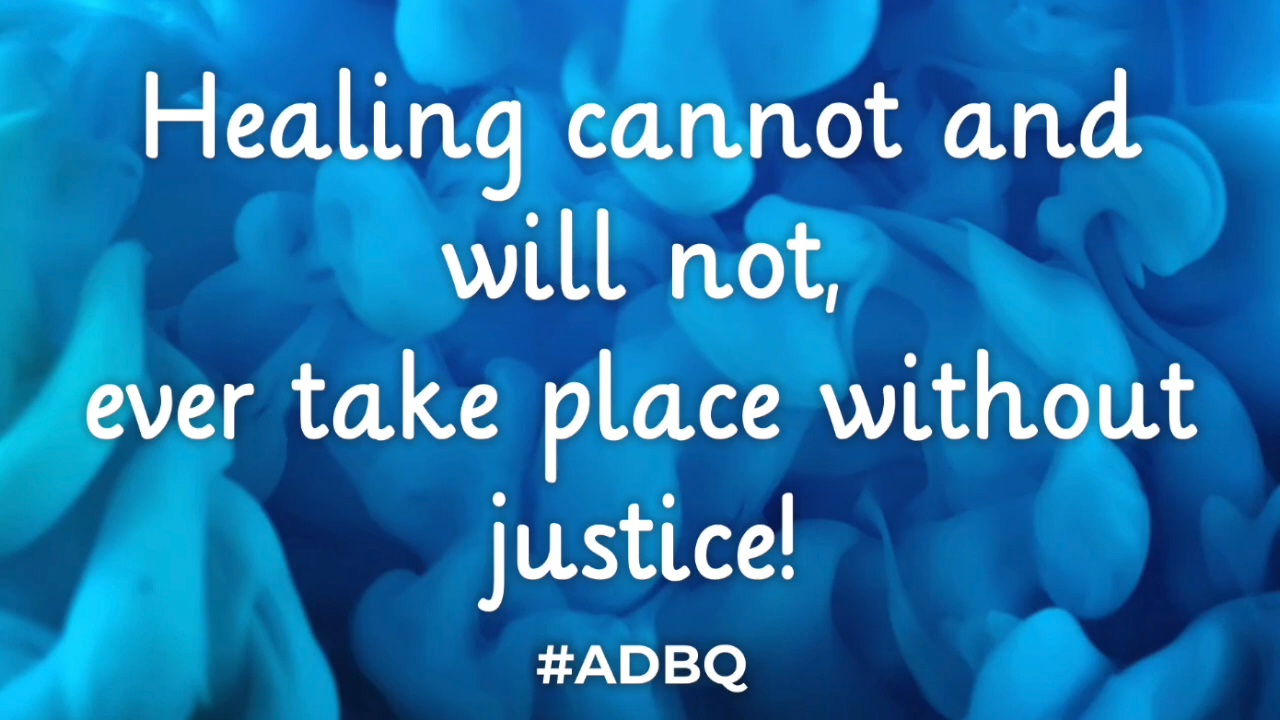 Healing cannot and
will not,
ever take place without
justice!
#ADBQ